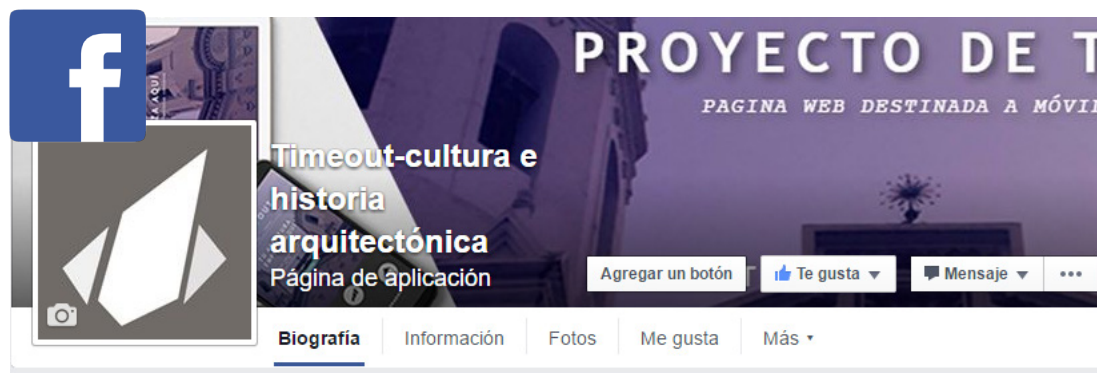 f
PROYECTO DE T
PAGINA WEB DESTINADA A MÓVI
Timeout-cultura e
historia
arquitectónica
Página de aplicación
Agregar un botón
Te gusta
Mensaje
Biografía
Información
Fotos
Me gusta
Más